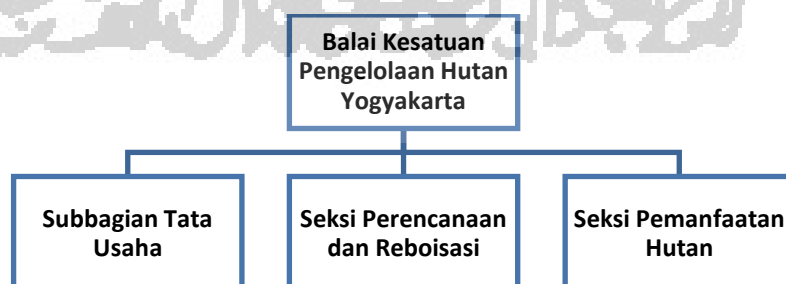 Balai Kesatuan
Pengelolaan Hutan
Yogyakarta
Subbagian Tata
Usaha
Seksi Perencanaan
dan Reboisasi
Seksi Pemanfaatan
Hutan